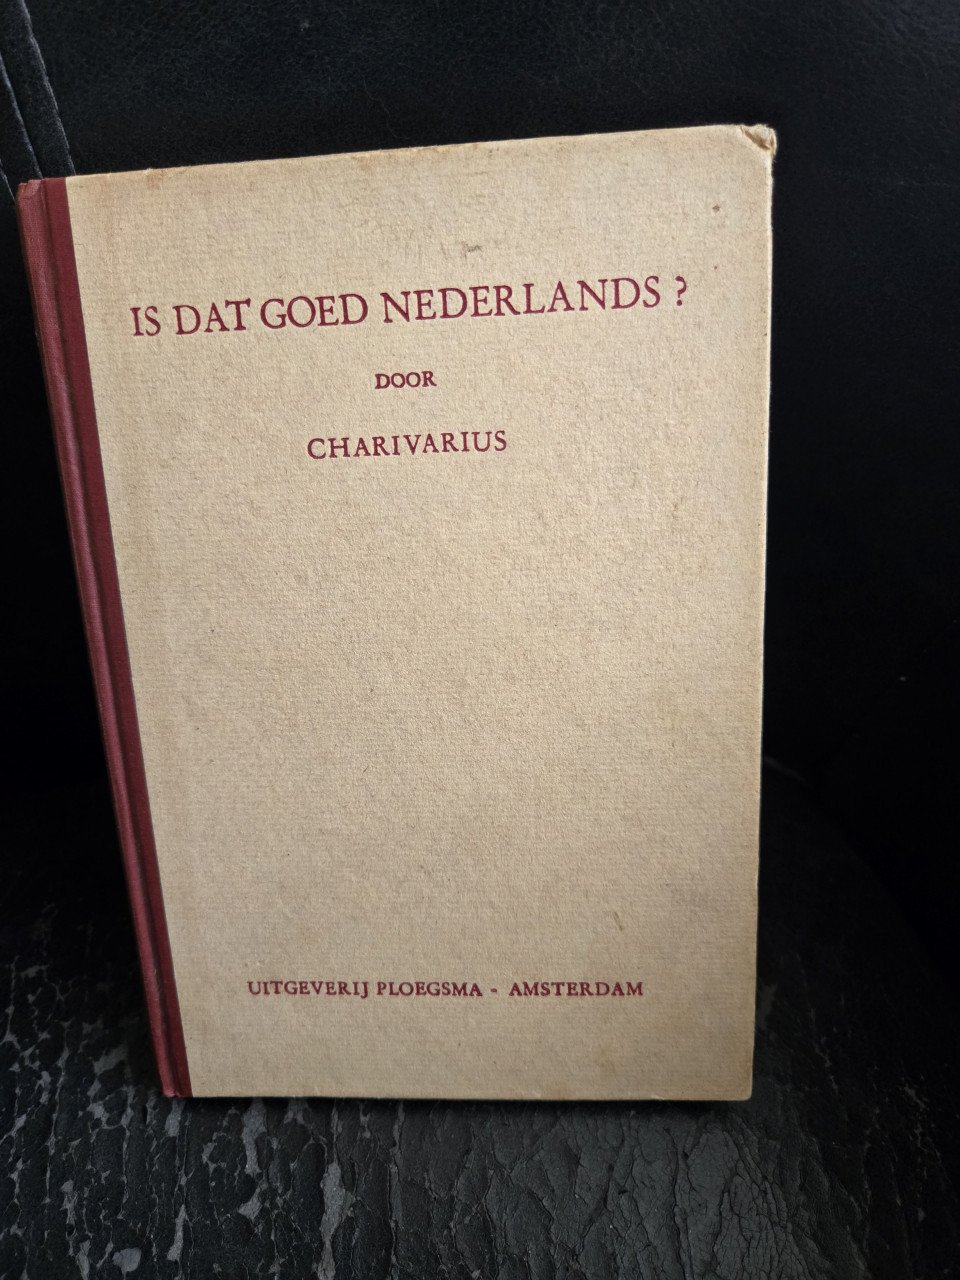 IS DAT GOED NEDERLANDS ?
DOOR
CHARIVARIUS
UITGEVERIJ PLOEGSMA - AMSTERDAM